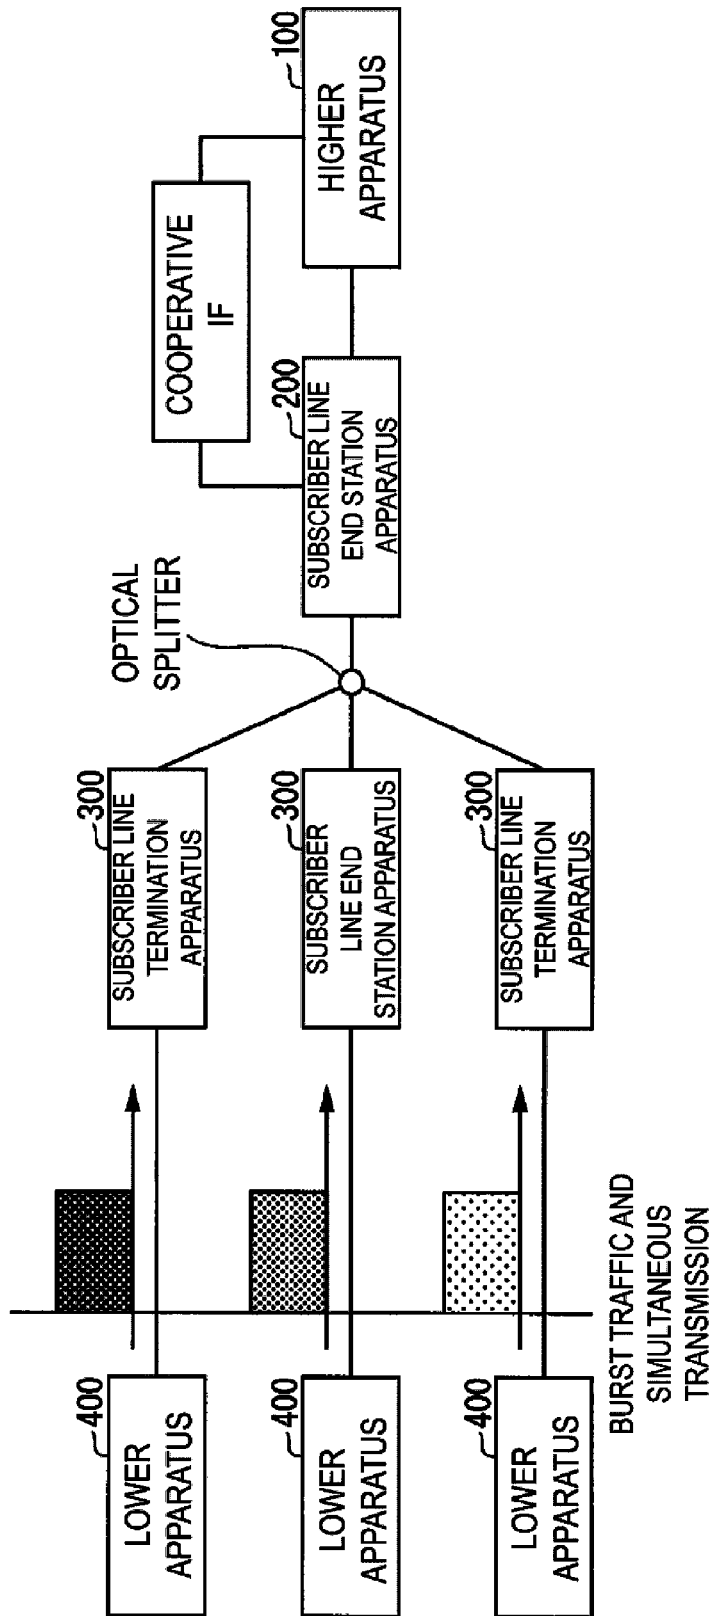 100
HIGHER
APPARATUS
COOPERATIVE
IF
200
SUBSCRIBER LINE
END STATION
APPARATUS
OPTICAL
SPLITTER
300
SUBSCRIBER LINE
TERMINATION
APPARATUS
300
SUBSCRIBER
LINE END
STATION APPARATUS
300
SUBSCRIBER LINE
TERMINATION
APPARATUS
400
LOWER
APPARATUS
400
LOWER
APPARATUS
400
LOWER
APPARATUS
BURST TRAFFIC AND
SIMULTANEOUS
TRANSMISSION